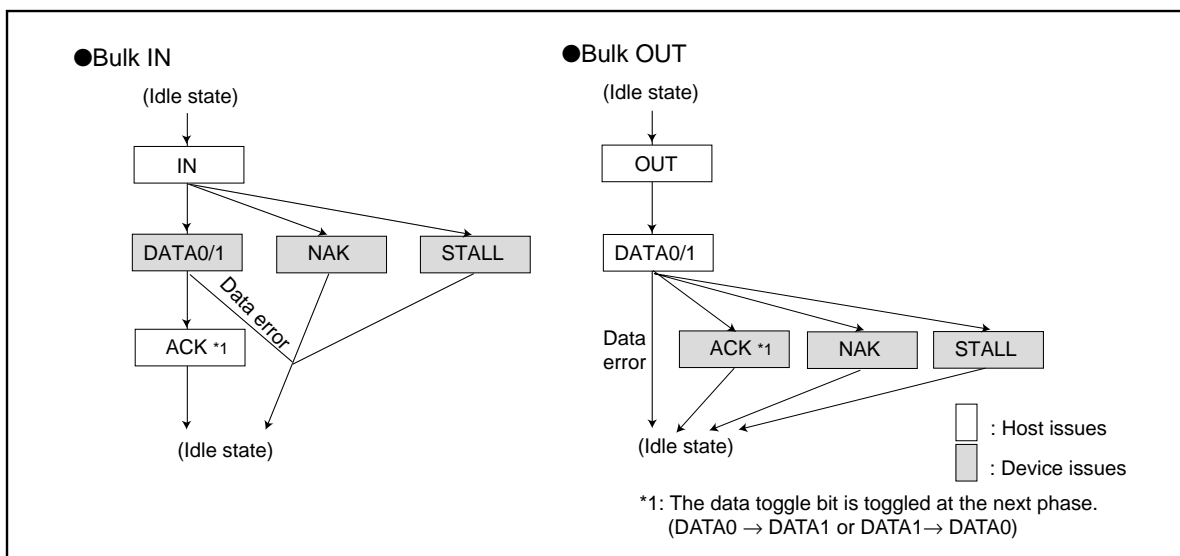 ●Bulk IN
(Idle state)
IN
DATA0/1
NAK
STALL
Data error
ACK *1
(Idle state)
●Bulk OUT
(Idle state)
OUT
DATA0/1
Data
error
ACK *1
NAK
STALL
(Idle state)
: Host issues
: Device issues
*1: The data toggle bit is toggled at the next phase.
(DATA0 → DATA1 or DATA1→ DATA0)